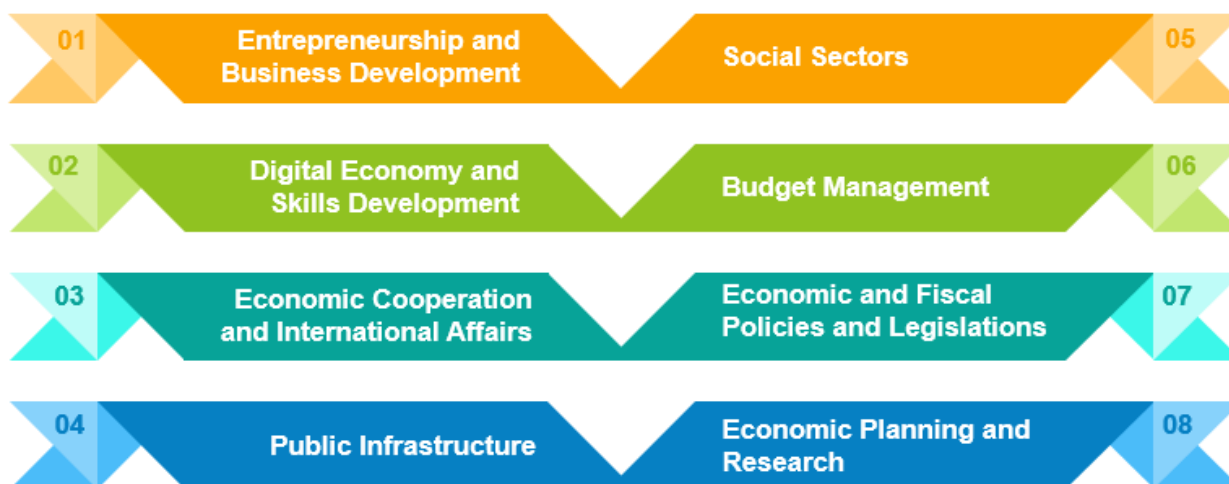 01
Entrepreneurship and
Business Development
Social Sectors
05
02
Digital Economy and
Skills Development
Budget Management
06
03
Economic Cooperation
and International Affairs
Economic and Fiscal
Policies and Legislations
07
04
Public Infrastructure
Economic Planning and
Research
08